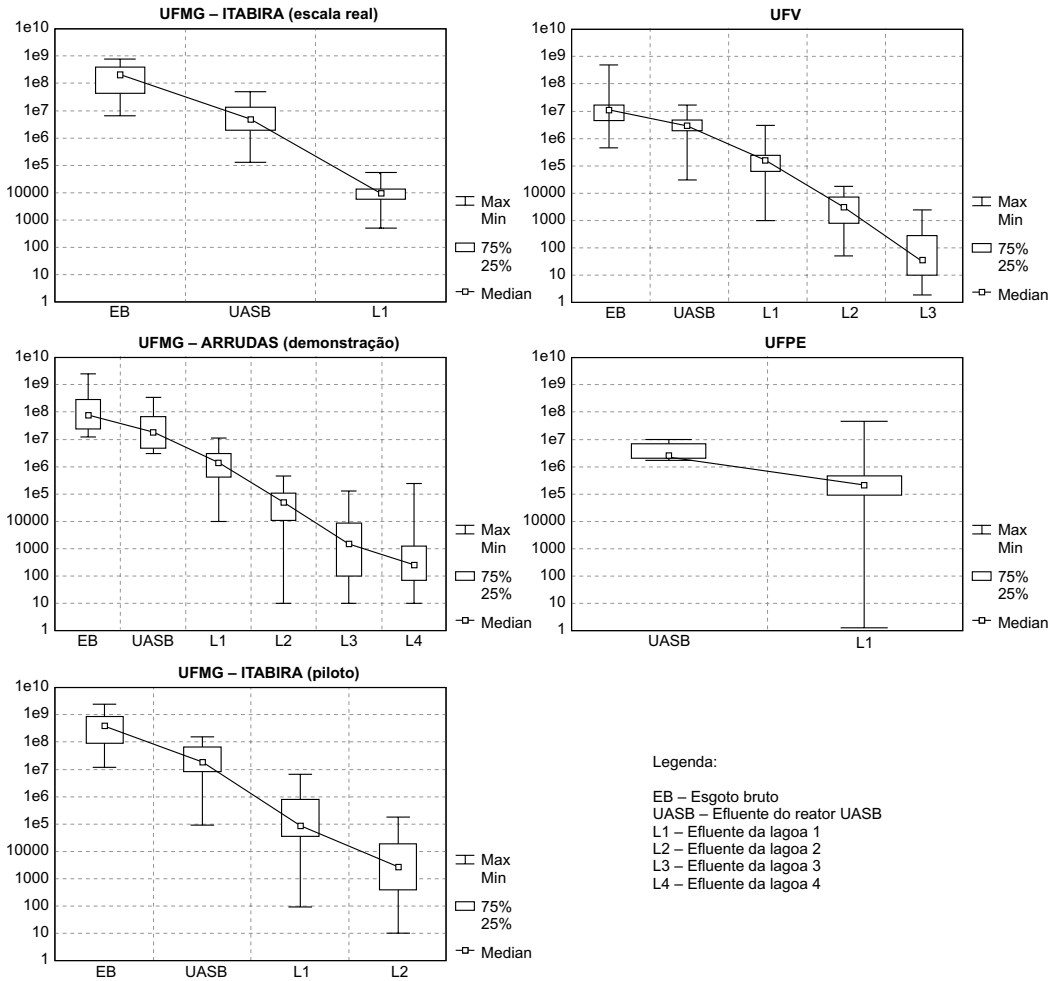 UFMG – ITABIRA (escala real)
1e10
1e9
1e8
1e7
1e6
1e5
10000
1000
100
10
1
EB
UASB
L1
Max
Min
75%
25%
Median
UFV
1e10
1e9
1e8
1e7
1e6
1e5
10000
1000
100
10
1
EB
UASB
L1
L2
L3
Max
Min
75%
25%
Median
UFMG – ARRUDAS (demonstração)
1e10
1e9
1e8
1e7
1e6
1e5
10000
1000
100
10
1
EB
UASB
L1
L2
L3
L4
Max
Min
75%
25%
Median
UFPE
1e10
1e9
1e8
1e7
1e6
1e5
10000
1000
100
10
1
UASB
L1
Max
Min
75%
25%
Median
UFMG – ITABIRA (piloto)
1e10
1e9
1e8
1e7
1e6
1e5
10000
1000
100
10
1
EB
UASB
L1
L2
Max
Min
75%
25%
Median
Legenda:
EB – Esgoto bruto
UASB – Efluente do reator UASB
L1 – Efluente da lagoa 1
L2 – Efluente da lagoa 2
L3 – Efluente da lagoa 3
L4 – Efluente da lagoa 4